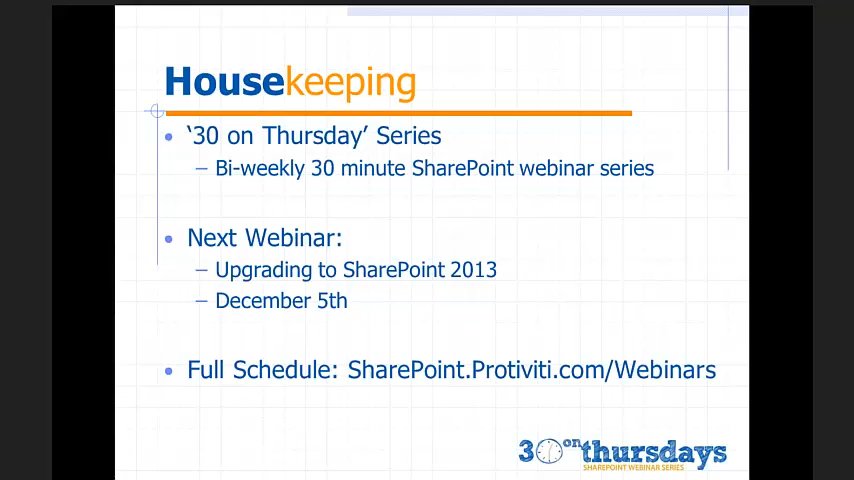 Housekeeping
‘30 on Thursday’ Series
– Bi-weekly 30 minute SharePoint webinar series
Next Webinar:
– Upgrading to SharePoint 2013
– December 5th
Full Schedule: SharePoint.Protiviti.com/Webinars
30 on thursdays
SHAREPOINT WEBINAR SERIES